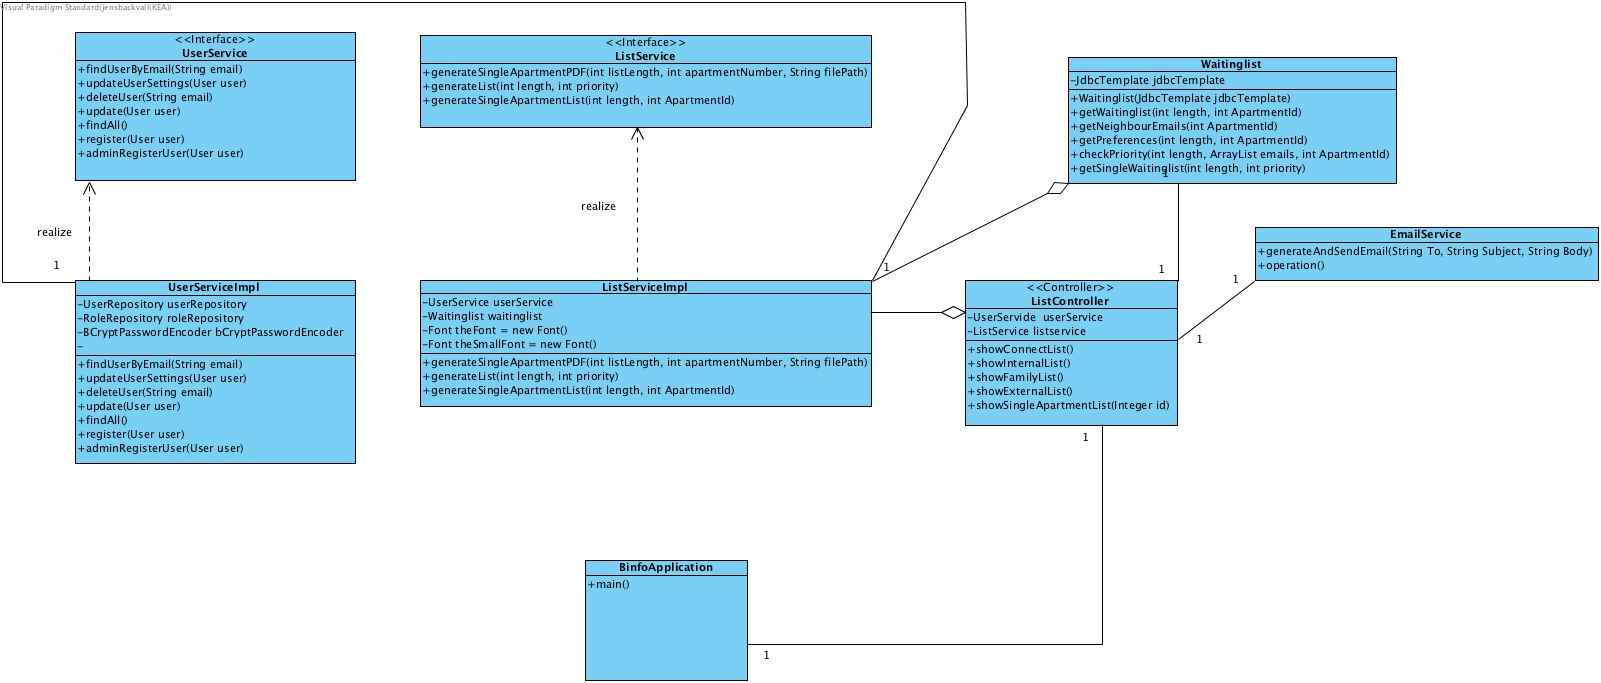 Visual Paradigm Standard(jensbackvall(KEA))
<<Interface>>
UserService
+findUserByEmail(String email)
+updateUserSettings(User user)
+deleteUser(String email)
+update(User user)
+findAll()
+register(User user)
+adminRegisterUser(User user)
<<Interface>>
ListService
+generateSingleApartmentPDF(int listLength, int apartmentNumber, String filePath)
+generateList(int length, int priority)
+generateSingleApartmentList(int length, int ApartmentId)
Waitinglist
-JdbcTemplate jdbcTemplate
+Waitinglist(JdbcTemplate jdbcTemplate)
+getWaitinglist(int length, int ApartmentId)
+getNeighbourEmails(int ApartmentId)
+getPreferences(int length, int ApartmentId)
+checkPriority(int length, ArrayList emails, int ApartmentId)
+getSingleWaitinglist(int length, int priority)
1
realize
realize
EmailService
+generateAndSendEmail(String To, String Subject, String Body)
+operation()
1
1
1
1
1
UserServiceImpl
-UserRepository userRepository
-RoleRepository roleRepository
-BCryptPasswordEncoder bCryptPasswordEncoder
-
+findUserByEmail(String email)
+updateUserSettings(User user)
+deleteUser(String email)
+update(User user)
+findAll()
+register(User user)
+adminRegisterUser(User user)
ListServiceImpl
-UserService userService
-Waitinglist waitinglist
-Font theFont = new Font()
-Font theSmallFont = new Font()
+generateSingleApartmentPDF(int listLength, int apartmentNumber, String filePath)
+generateList(int length, int priority)
+generateSingleApartmentList(int length, int ApartmentId)
<<Controller>>
ListController
-UserServide userService
-ListService listservice
+showConnectList()
+showInternalList()
+showFamilyList()
+showExternalList()
+showSingleApartmentList(Integer id)
1
BinfoApplication
+main()
1